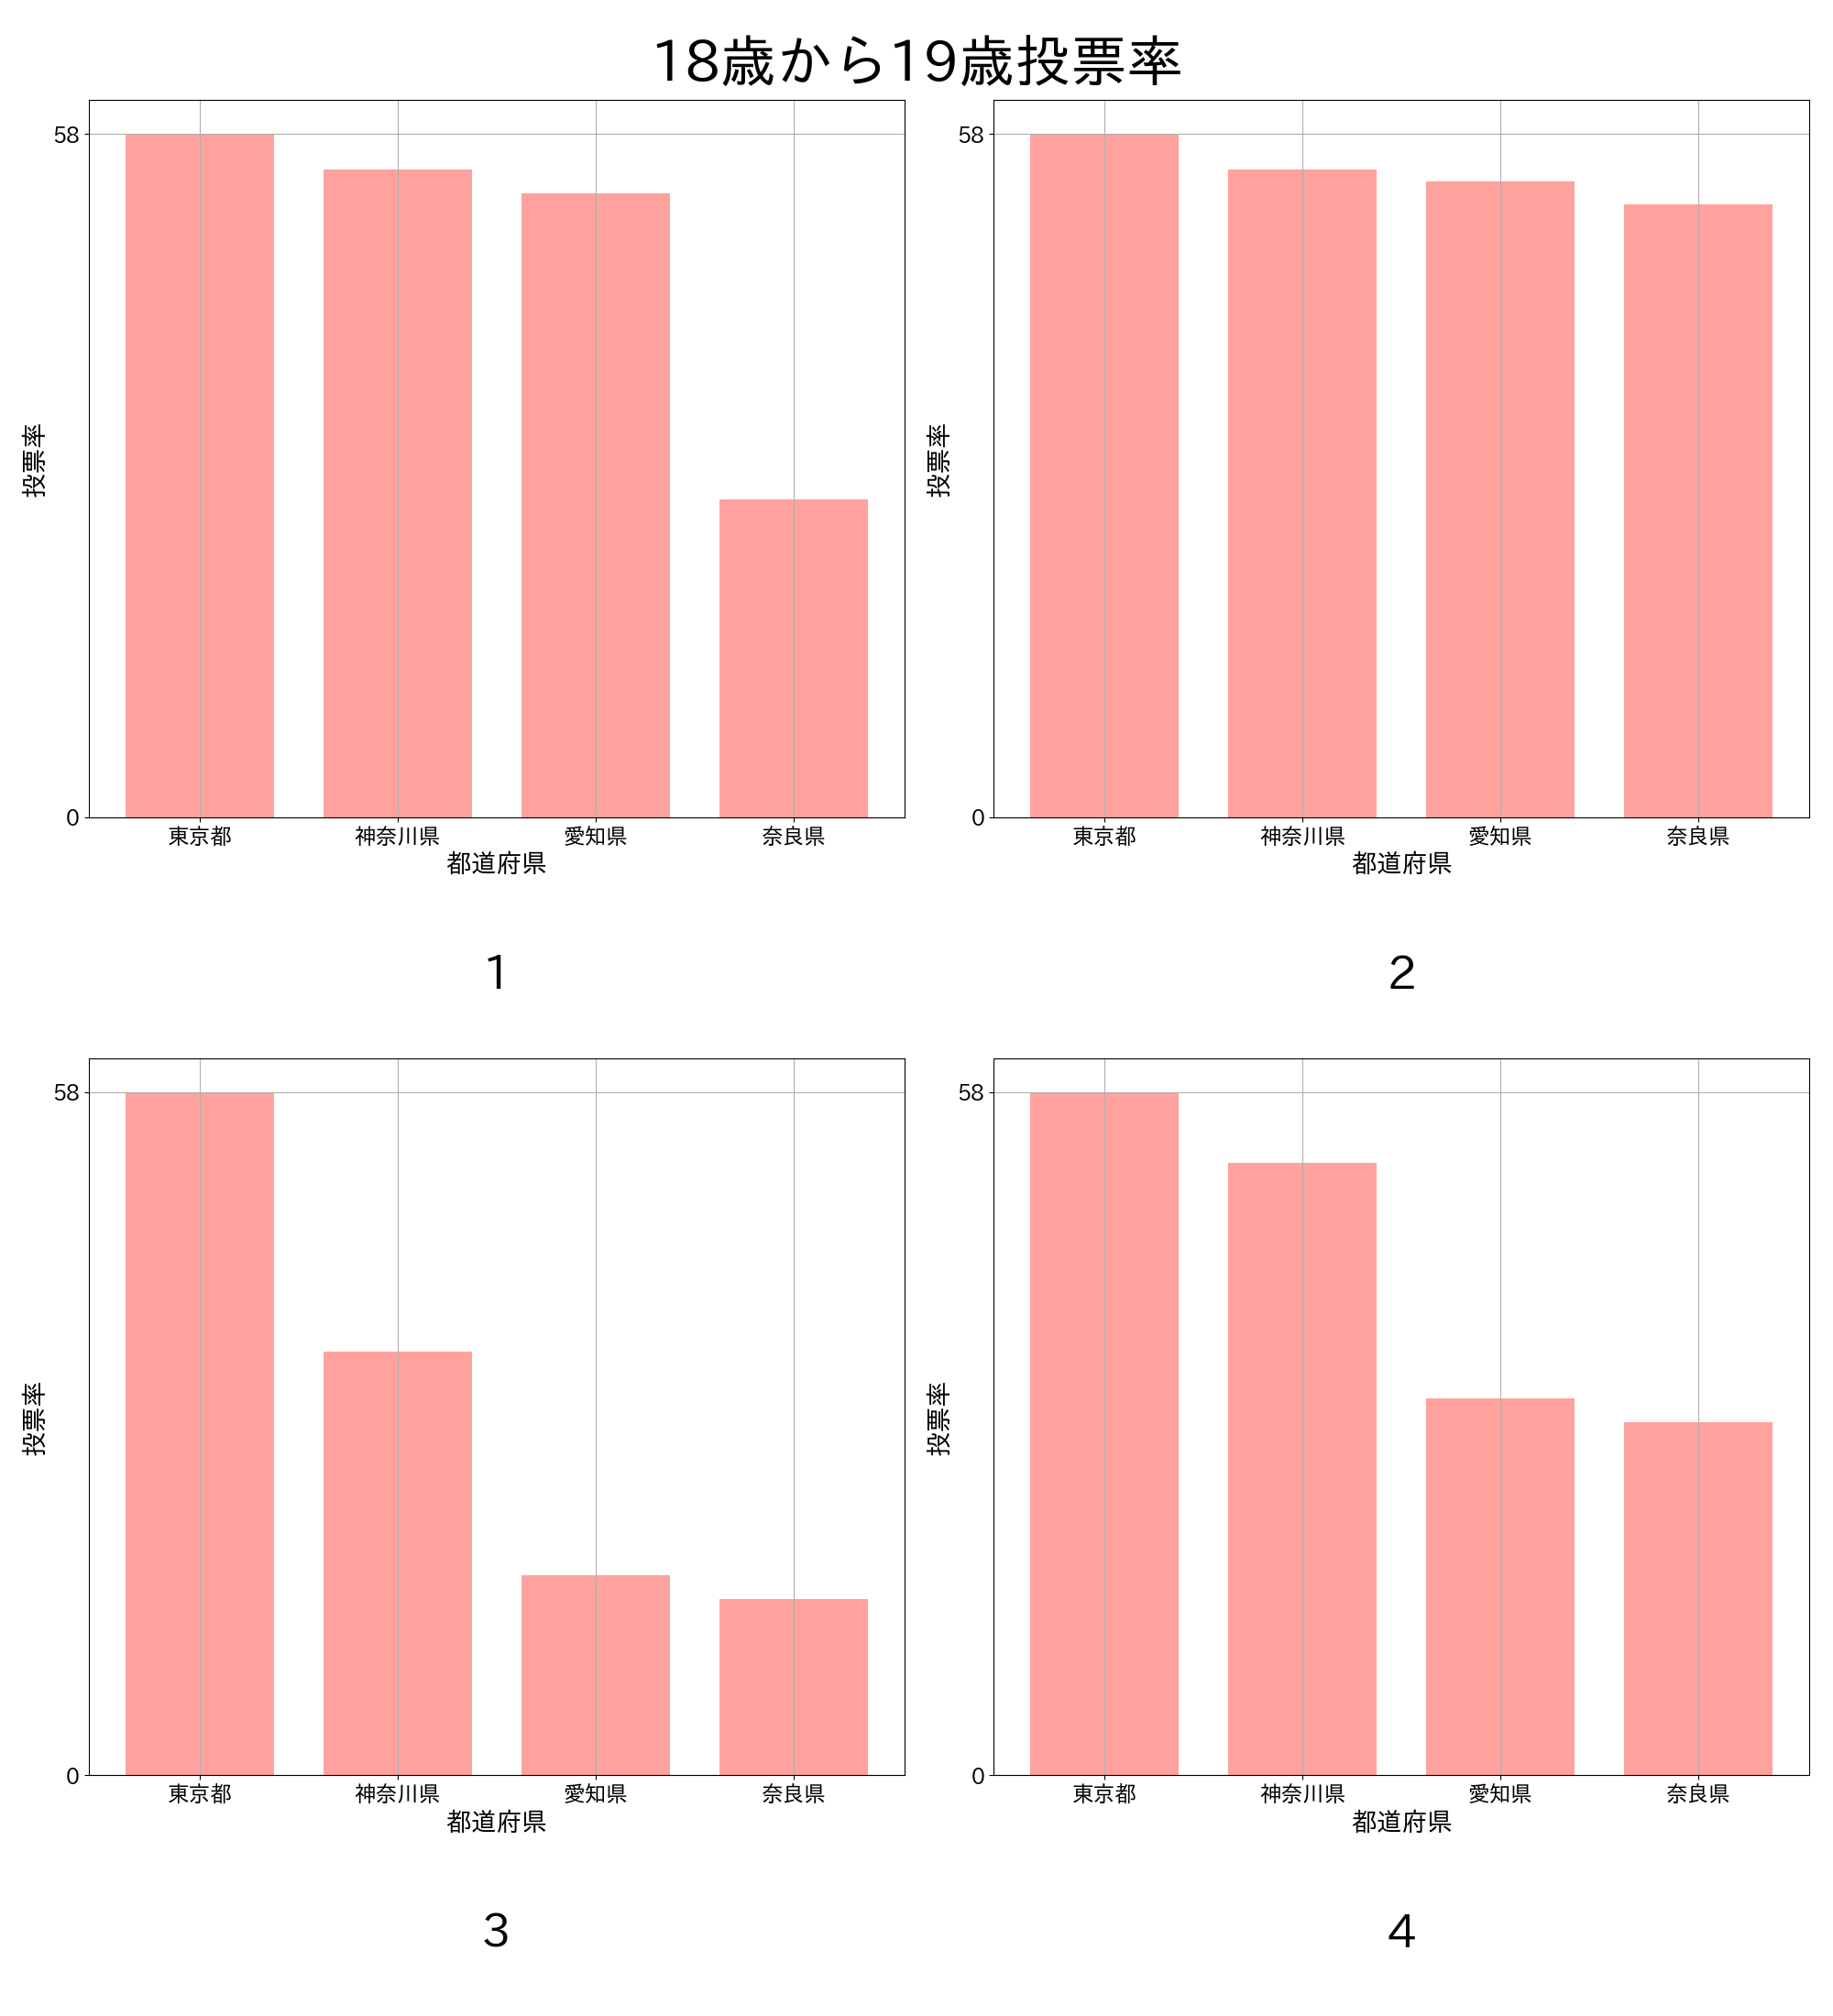 18歳から19歳投票率
58
0
投票率
東京都 神奈川県 愛知県 奈良県
都道府県
1
58
0
投票率
東京都 神奈川県 愛知県 奈良県
都道府県
2
58
0
投票率
東京都 神奈川県 愛知県 奈良県
都道府県
3
58
0
投票率
東京都 神奈川県 愛知県 奈良県
都道府県
4